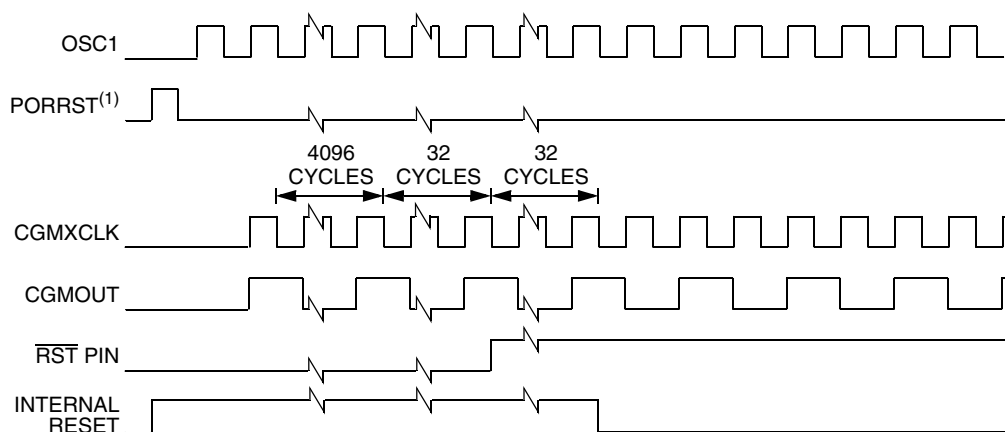 OSC1
PORRST(1)
4096
CYCLES
32
CYCLES
32
CYCLES
CGMXCLK
CGMOUT
RST PIN
INTERNAL
RESET